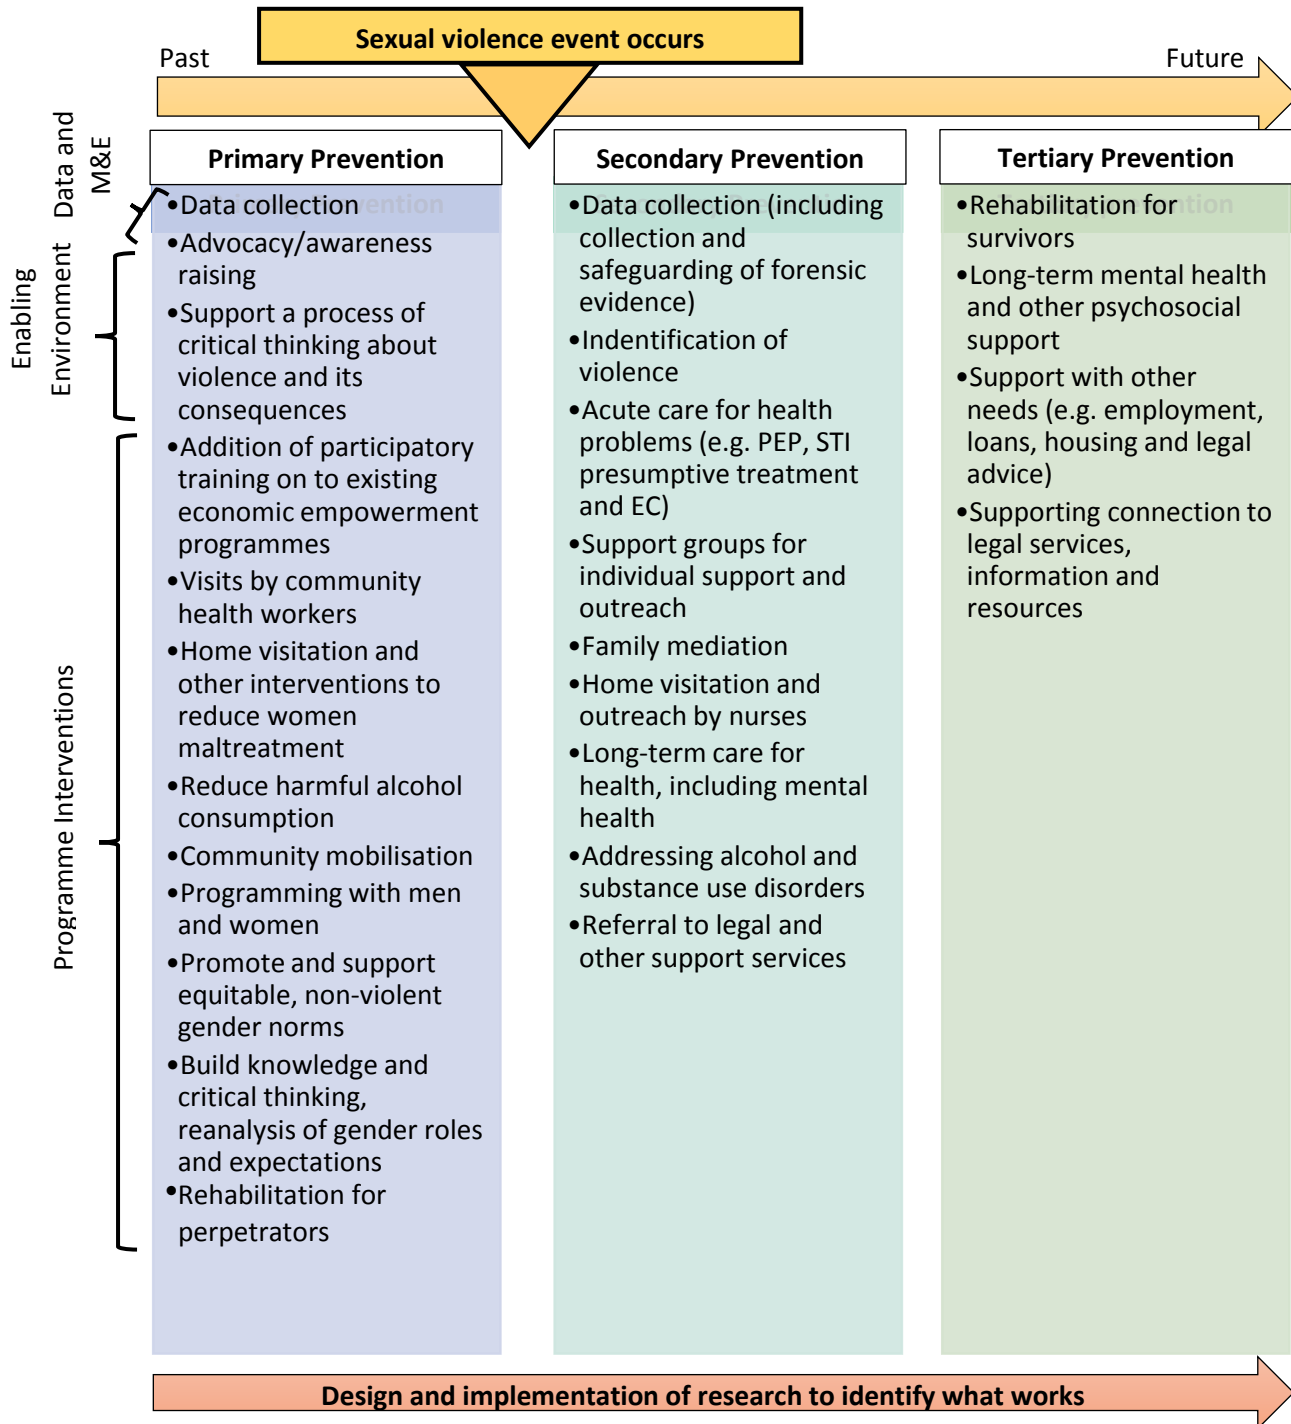 Sexual violence event occurs
Past
Future
Data and
M&E
Enabling
Environment
Programme Interventions
Primary Prevention
•Data collection
•Advocacy/awareness
raising
•Support a process of
critical thinking about
violence and its
consequences
•Addition of participatory
training on to existing
economic empowerment
programmes
•Visits by community
health workers
•Home visitation and
other interventions to
reduce women
maltreatment
•Reduce harmful alcohol
consumption
•Community mobilisation
•Programming with men
and women
•Promote and support
equitable, non-violent
gender norms
•Build knowledge and
critical thinking,
reanalysis of gender roles
and expectations
•Rehabilitation for
perpetrators
Secondary Prevention
•Data collection (including
collection and
safeguarding of forensic
evidence)
•Indentification of
violence
•Acute care for health
problems (e.g. PEP, STI
presumptive treatment
and EC)
•Support groups for
individual support and
outreach
•Family mediation
•Home visitation and
outreach by nurses
•Long-term care for
health, including mental
health
•Addressing alcohol and
substance use disorders
•Referral to legal and
other support services
Tertiary Prevention
•Rehabilitation for
survivors
•Long-term mental health
and other psychosocial
support
•Support with other
needs (e.g. employment,
loans, housing and legal
advice)
•Supporting connection to
legal services,
information and
resources
Design and implementation of research to identify what works